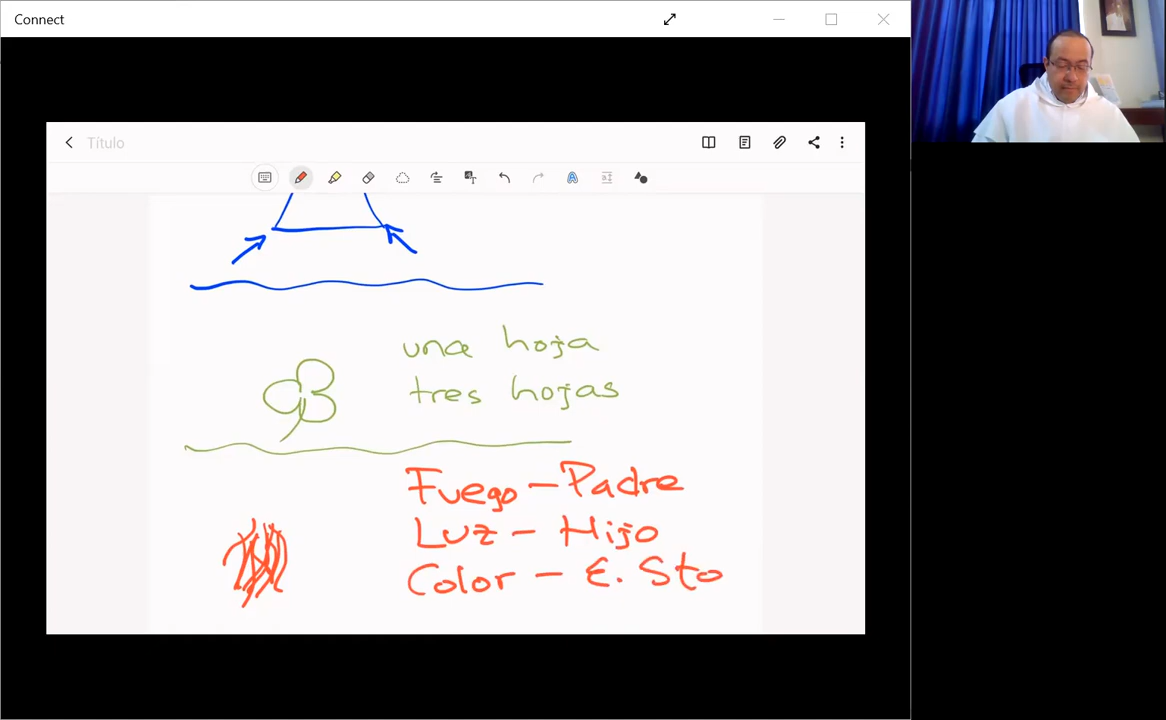 Connect
Título
una hoja
tres hojas
Fuego - Padre
Luz - Hijo
Color - E. Sto